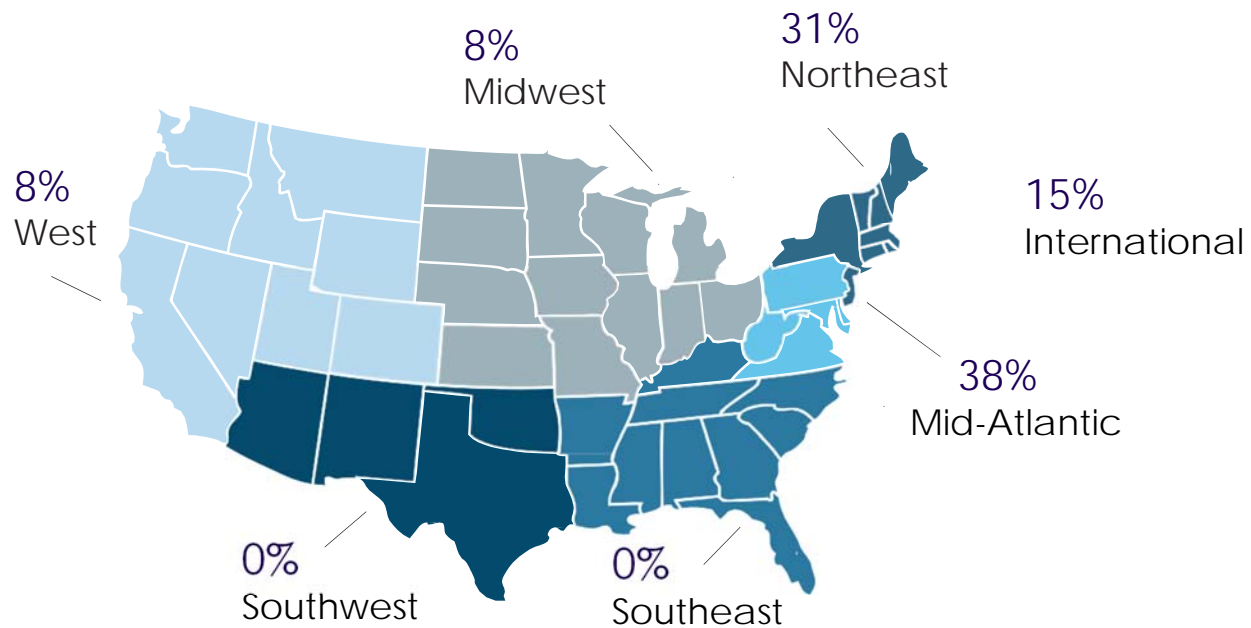 31%
Northeast
8%
Midwest
8%
West
15%
International
38%
Mid-Atlantic
0%
Southwest
0%
Southeast